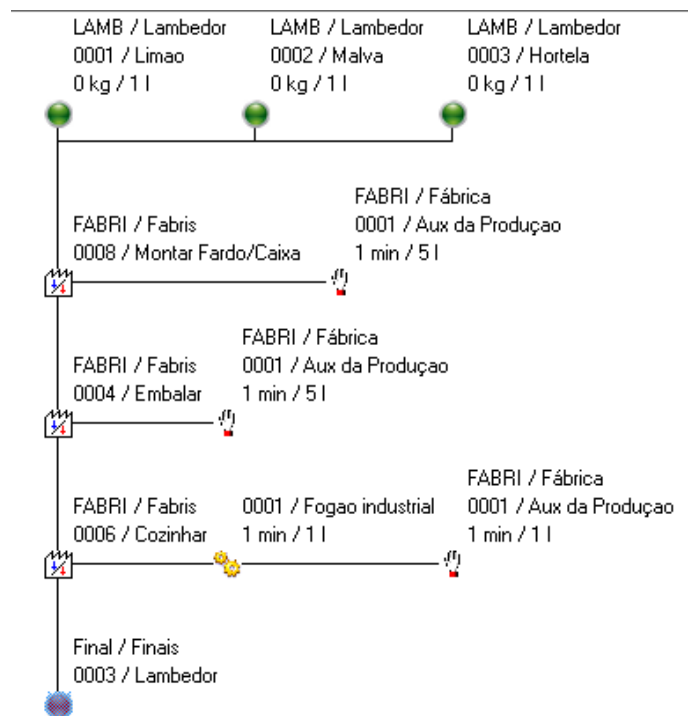 LAMB / Lambedor
0001 / Limao
0 kg / 1 l
LAMB / Lambedor
0002 / Malva
0 kg / 1 l
LAMB / Lambedor
0003 / Hortela
0 kg / 1 l
FABRI / Fabris
0008 / Montar Fardo/Caixa
FABRI / Fábrica
0001 / Aux da Produçao
1 min / 5 l
FABRI / Fabris
0004 / Embalar
FABRI / Fábrica
0001 / Aux da Produçao
1 min / 5 l
FABRI / Fabris
0006 / Cozinhar
0001 / Fogao industrial
1 min / 1 l
FABRI / Fábrica
0001 / Aux da Produçao
1 min / 1 l
Final / Finais
0003 / Lambedor